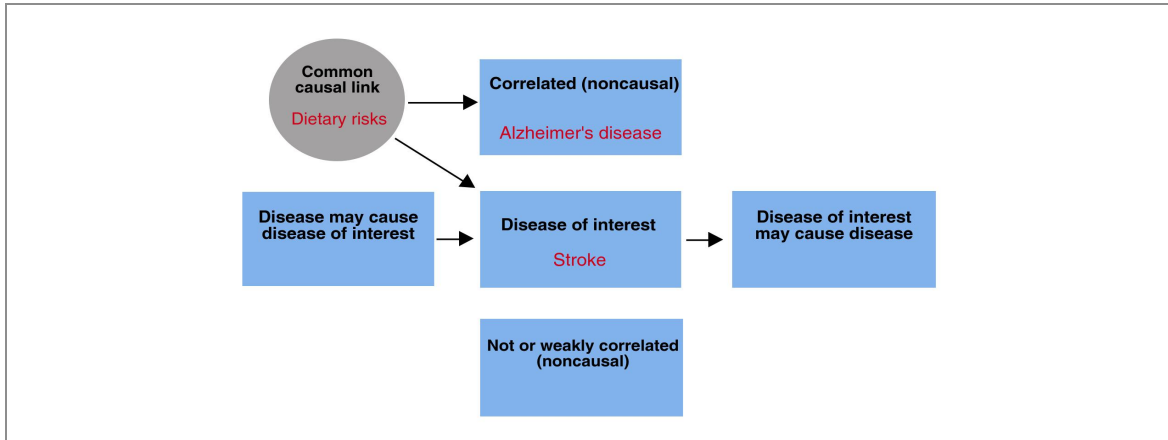 Common
causal link
Dietary risks
Correlated (noncausal)
Alzheimer's disease
Disease may cause
disease of interest
Disease of interest
Stroke
Disease of interest
may cause disease
Not or weakly correlated
(noncausal)